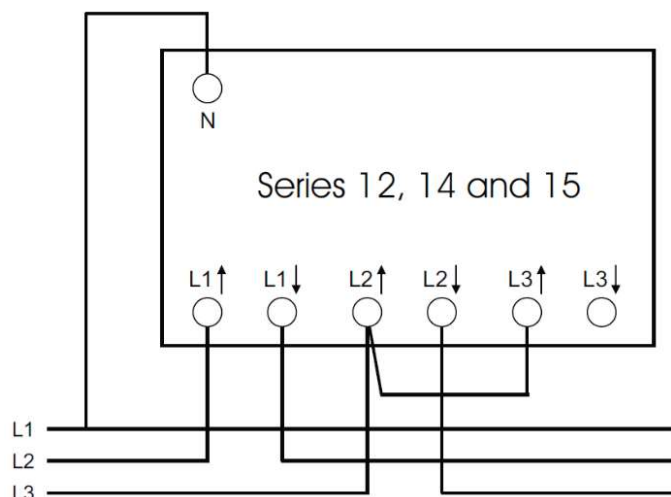 N
Series 12, 14 and 15
L1↑ L1↓ L2↑ L2↓ L3↑ L3↓
L1
L2
L3